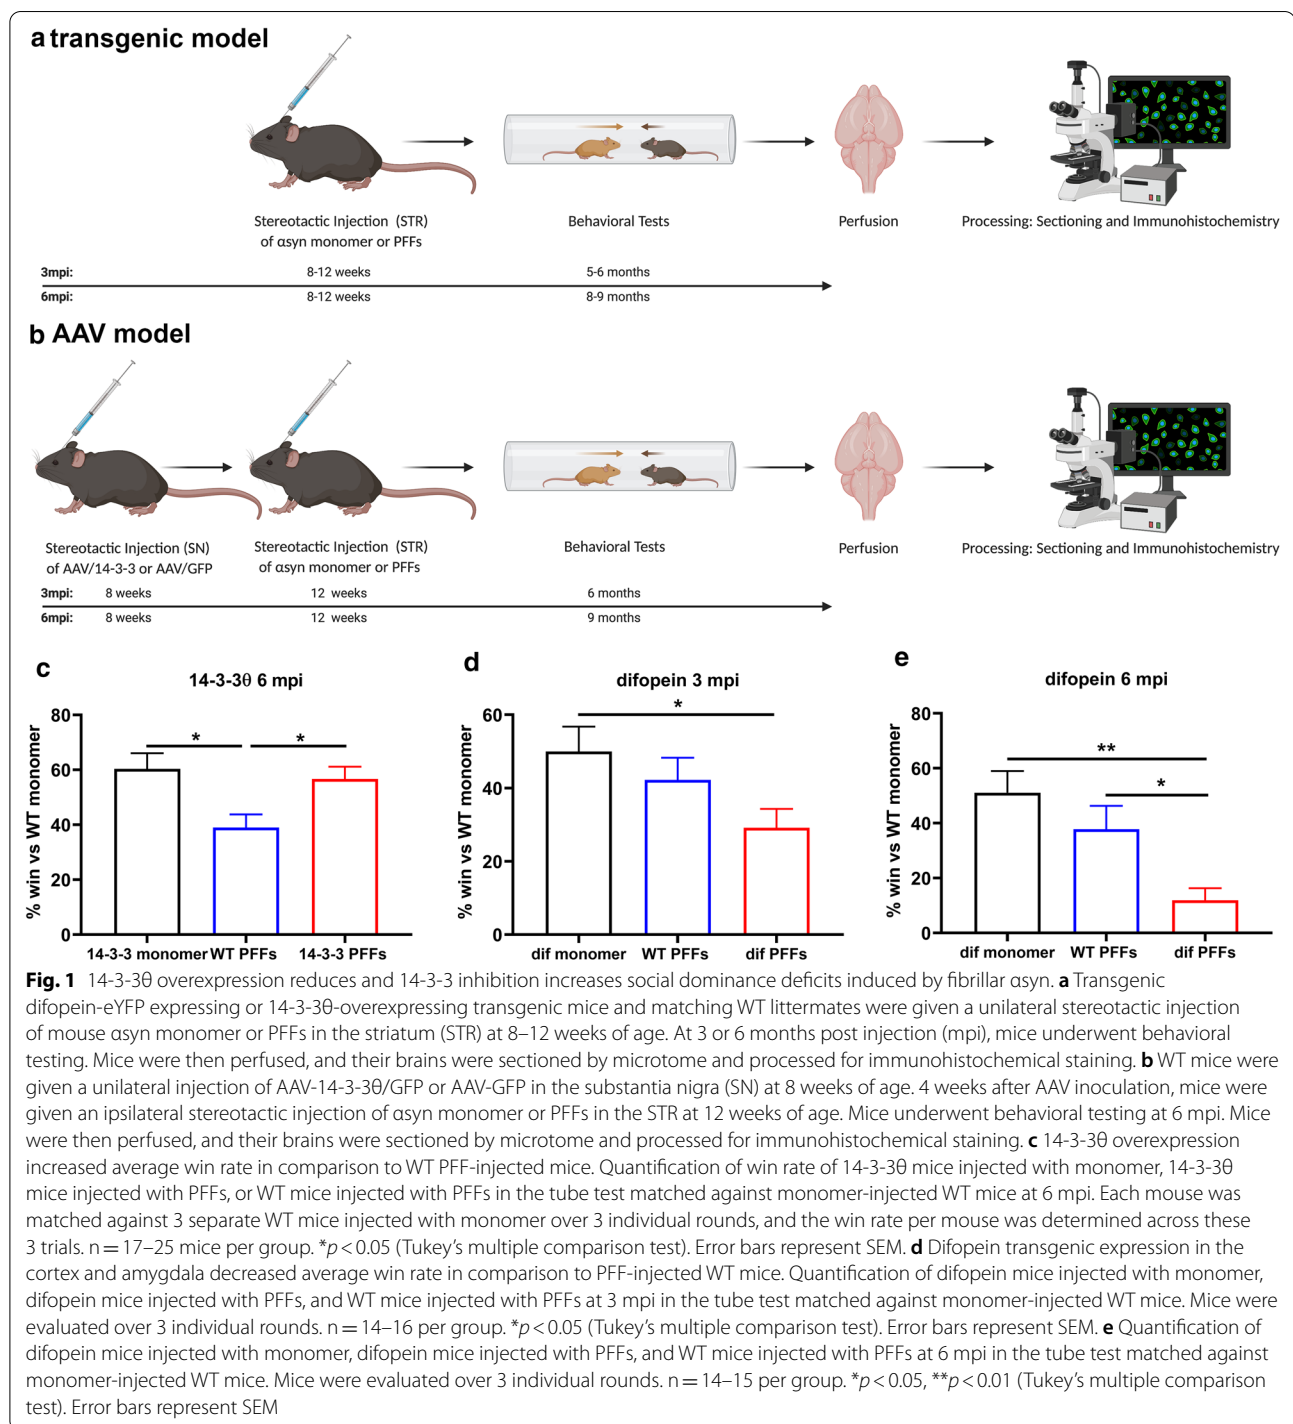 a transgenic model
Stereotactic Injection (STR)
of αsyn monomer or PFFs
Behavioral Tests
Perfusion
Processing: Sectioning and Immunohistochemistry
3mpi: 8-12 weeks 5-6 months
6mpi: 8-12 weeks 8-9 months
b AAV model
Stereotactic Injection (SN)
of AAV/14-3-3 or AAV/GFP
Stereotactic Injection (STR)
of αsyn monomer or PFFs
Behavioral Tests
Perfusion
Processing: Sectioning and Immunohistochemistry
3mpi: 8 weeks 12 weeks 6 months
6mpi: 8 weeks 12 weeks 9 months
c
14-3-3θ 6 mpi
% win vs WT monomer
80
60
40
20
0
* *
14-3-3 monomer WT PFFs 14-3-3 PFFs
d
difopein 3 mpi
% win vs WT monomer
60
40
20
0
*
dif monomer WT PFFs dif PFFs
e
difopein 6 mpi
% win vs WT monomer
80
60
40
20
0
**
*
dif monomer WT PFFs dif PFFs
Fig. 1 14-3-3θ overexpression reduces and 14-3-3 inhibition increases social dominance deficits induced by fibrillar αsyn. a Transgenic
difopein-eYFP expressing or 14-3-3θ-overexpressing transgenic mice and matching WT littermates were given a unilateral stereotactic injection
of mouse αsyn monomer or PFFs in the striatum (STR) at 8–12 weeks of age. At 3 or 6 months post injection (mpi), mice underwent behavioral
testing. Mice were then perfused, and their brains were sectioned by microtome and processed for immunohistochemical staining. b WT mice were
given a unilateral injection of AAV-14-3-3θ/GFP or AAV-GFP in the substantia nigra (SN) at 8 weeks of age. 4 weeks after AAV inoculation, mice were
given an ipsilateral stereotactic injection of αsyn monomer or PFFs in the STR at 12 weeks of age. Mice underwent behavioral testing at 6 mpi. Mice
were then perfused, and their brains were sectioned by microtome and processed for immunohistochemical staining. c 14-3-3θ overexpression
increased average win rate in comparison to WT PFF-injected mice. Quantification of win rate of 14-3-3θ mice injected with monomer, 14-3-3θ
mice injected with PFFs, or WT mice injected with PFFs in the tube test matched against monomer-injected WT mice at 6 mpi. Each mouse was
matched against 3 separate WT mice injected with monomer over 3 individual rounds, and the win rate per mouse was determined across these
3 trials. n = 17–25 mice per group. *p < 0.05 (Tukey's multiple comparison test). Error bars represent SEM. d Difopein transgenic expression in the
cortex and amygdala decreased average win rate in comparison to PFF-injected WT mice. Quantification of difopein mice injected with monomer,
difopein mice injected with PFFs, and WT mice injected with PFFs at 3 mpi in the tube test matched against monomer-injected WT mice. Mice were
evaluated over 3 individual rounds. n = 14–16 per group. *p < 0.05 (Tukey's multiple comparison test). Error bars represent SEM. e Quantification of
difopein mice injected with monomer, difopein mice injected with PFFs, and WT mice injected with PFFs at 6 mpi in the tube test matched against
monomer-injected WT mice. Mice were evaluated over 3 individual rounds. n = 14–15 per group. *p < 0.05, **p < 0.01 (Tukey's multiple comparison
test). Error bars represent SEM